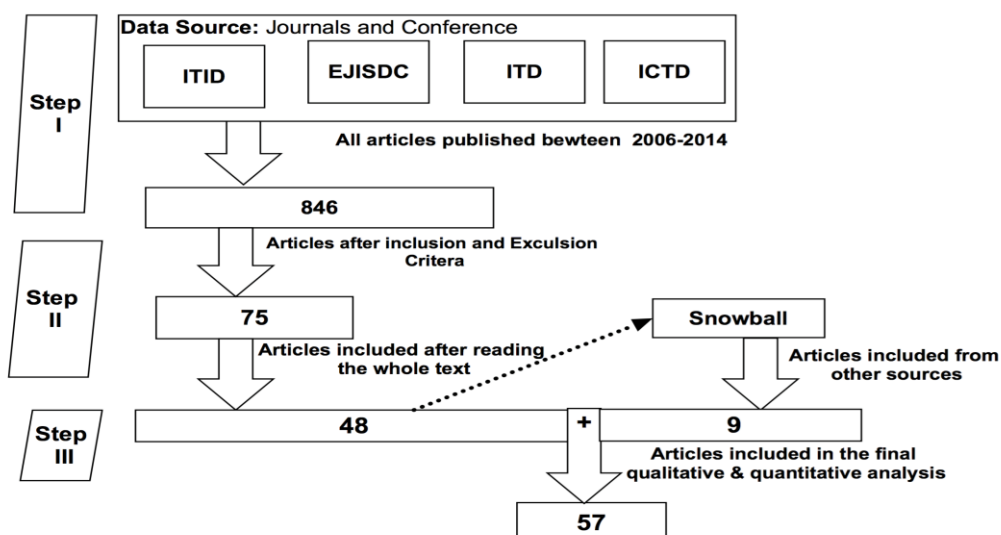 Data Source: Journals and Conference
ITID
EJISDC
ITD
ICTD
Step
I
All articles published bewteen 2006-2014
846
Articles after inclusion and Exculsion
Critera
Step
II
75
Snowball
Articles included after reading
the whole text
Articles included from
other sources
Step
III
48
+
9
Articles included in the final
qualitative & quantitative analysis
57